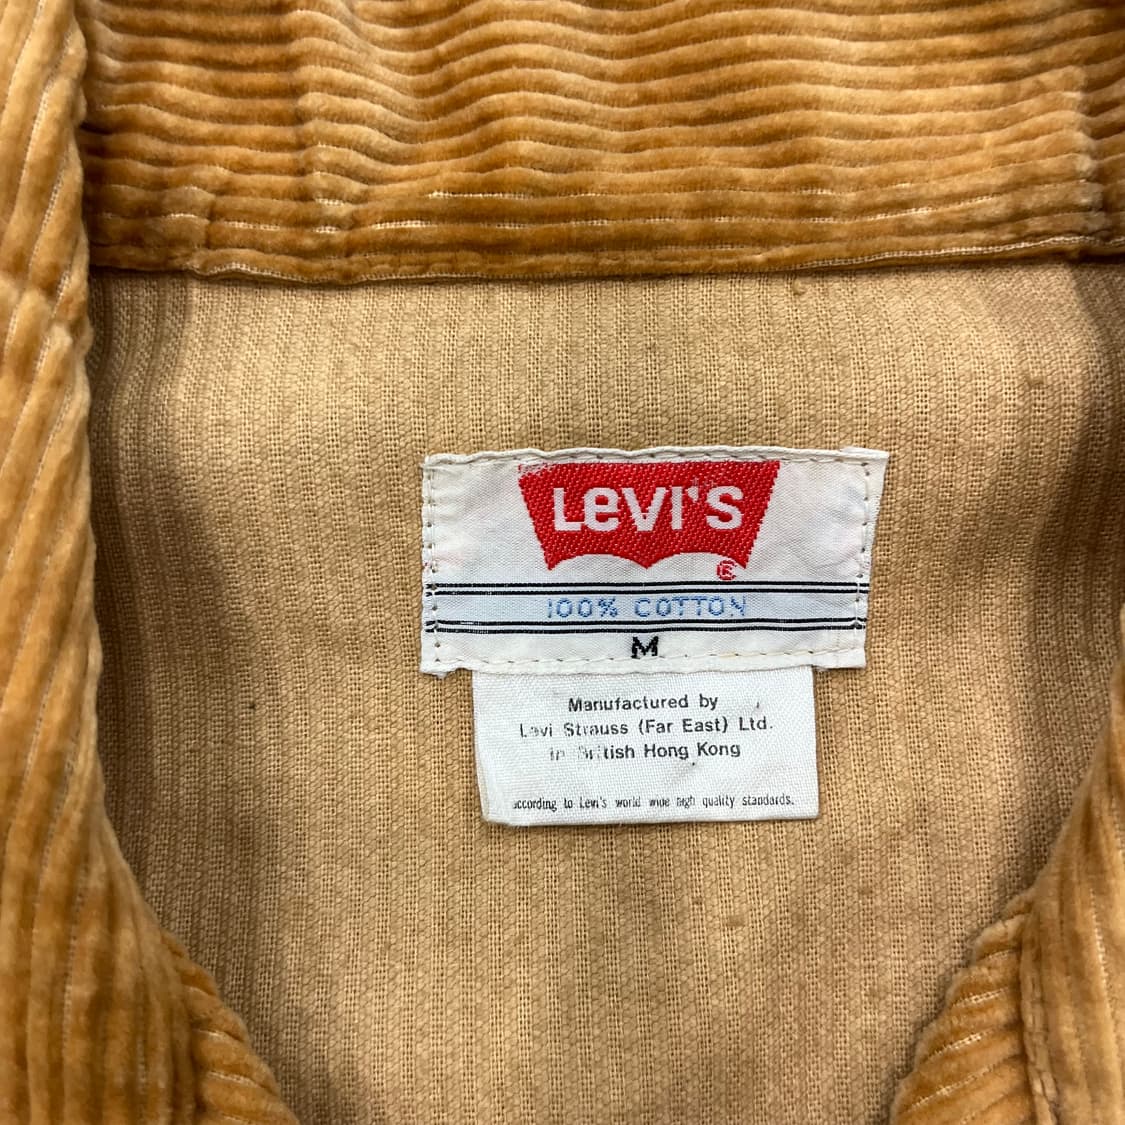 LeVI'S
®
100% COTTON
M
Manufactured by
Levi Strauss (Far East) Ltd.
in British Hong Kong
according to Levi's world wide high quality standards.